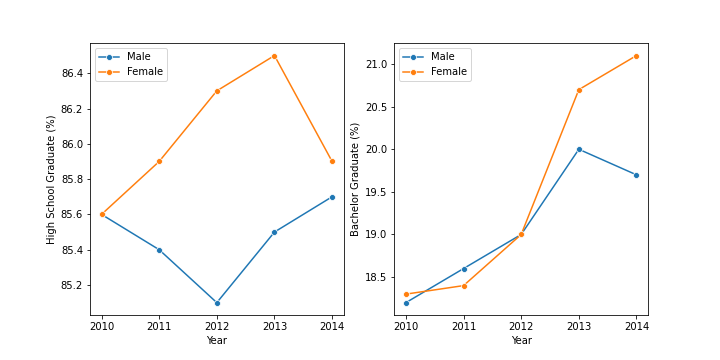 Male
Female
High School Graduate (%)
86.4
86.2
86.0
85.8
85.6
85.4
85.2
2010 2011 2012 2013 2014
Year
Male
Female
Bachelor Graduate (%)
21.0
20.5
20.0
19.5
19.0
18.5
2010 2011 2012 2013 2014
Year